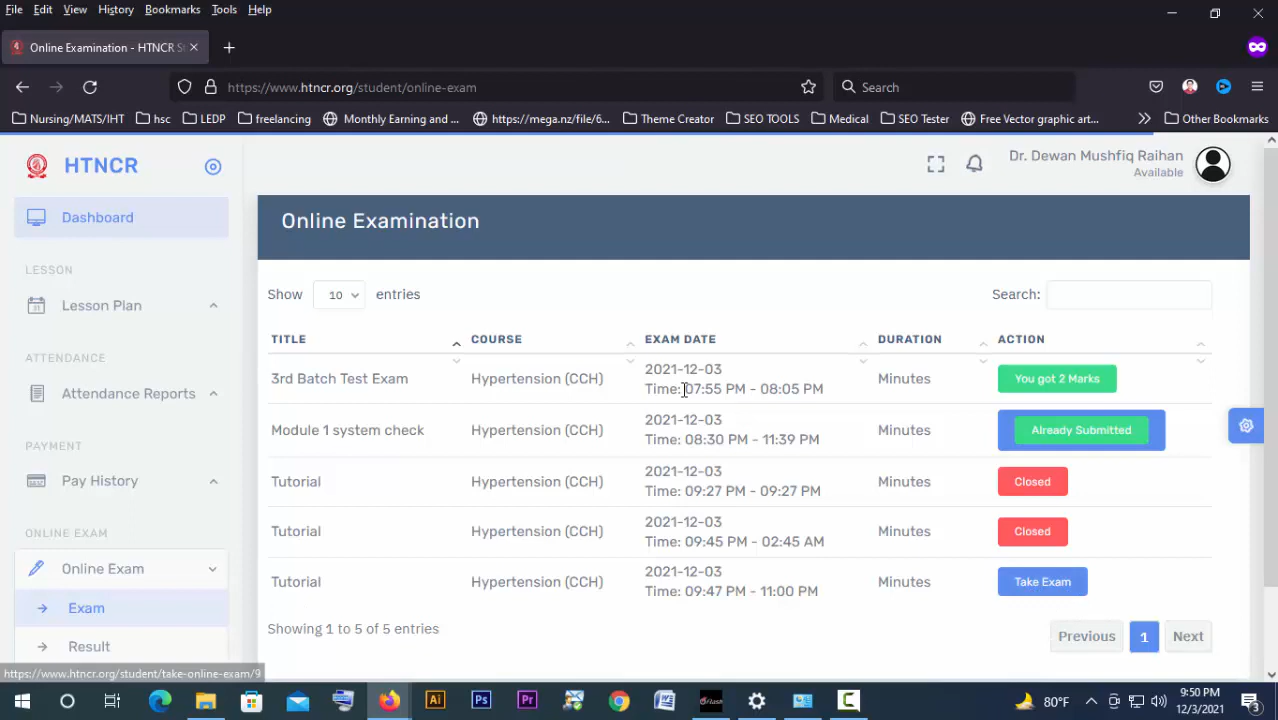 File Edit View History Bookmarks Tools Help
Online Examination - HTNCR St
https://www.htncr.org/student/online-exam
Search
Nursing/MATS/IHT hsc LEDP freelancing Monthly Earning and ... https://mega.nz/file/6... Theme Creator SEO TOOLS Medical SEO Tester Free Vector graphic art... Other Bookmarks
HTNCR
Dr. Dewan Mushfiq Raihan
Available
Dashboard
LESSON
Lesson Plan
ATTENDANCE
Attendance Reports
PAYMENT
Pay History
ONLINE EXAM
Online Exam
Exam
Result
Online Examination
Show 10 entries
Search:
TITLE COURSE EXAM DATE DURATION ACTION
3rd Batch Test Exam Hypertension (CCH) 2021-12-03 Minutes You got 2 Marks
Time: 07:55 PM - 08:05 PM
Module 1 system check Hypertension (CCH) 2021-12-03 Minutes Already Submitted
Time: 08:30 PM - 11:39 PM
Tutorial Hypertension (CCH) 2021-12-03 Minutes Closed
Time: 09:27 PM - 09:27 PM
Tutorial Hypertension (CCH) 2021-12-03 Minutes Closed
Time: 09:45 PM - 02:45 AM
Tutorial Hypertension (CCH) 2021-12-03 Minutes Take Exam
Time: 09:47 PM - 11:00 PM
Showing 1 to 5 of 5 entries
Previous 1 Next
https://www.htncr.org/student/take-online-exam/9
80°F
9:50 PM
12/3/2021